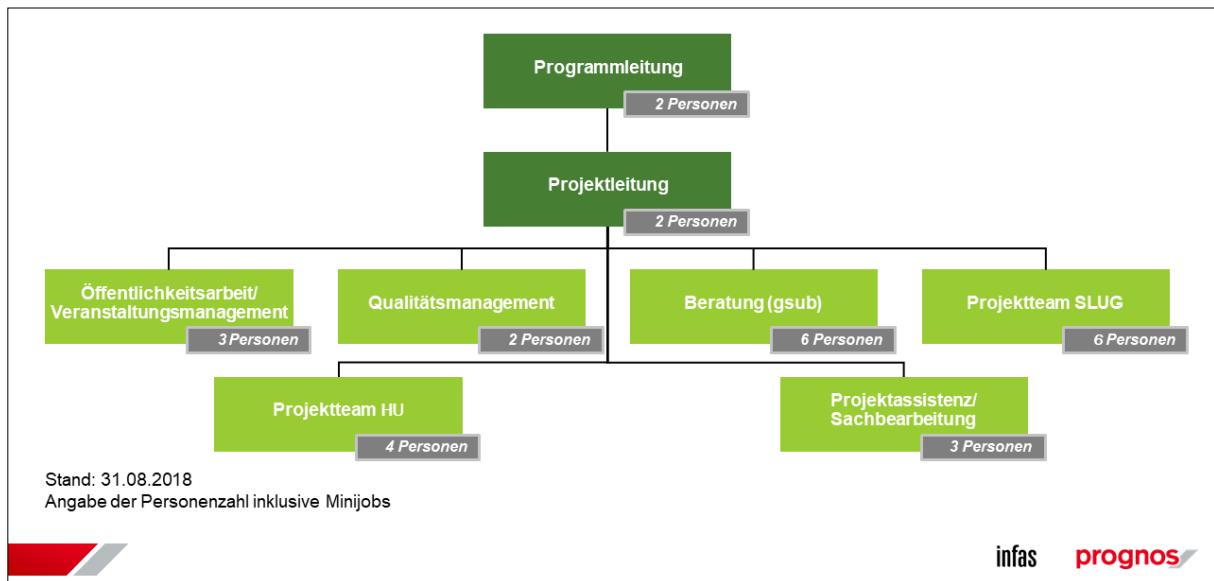 Programmleitung
2 Personen
Projektleitung
2 Personen
Öffentlichkeitsarbeit/
Veranstaltungsmanagement
3 Personen
Qualitätsmanagement
2 Personen
Beratung (gsub)
6 Personen
Projektteam SLUG
6 Personen
Projektteam HU
4 Personen
Projektassistenz/
Sachbearbeitung
3 Personen
Stand: 31.08.2018
Angabe der Personenzahl inklusive Minijobs
infas
prognos